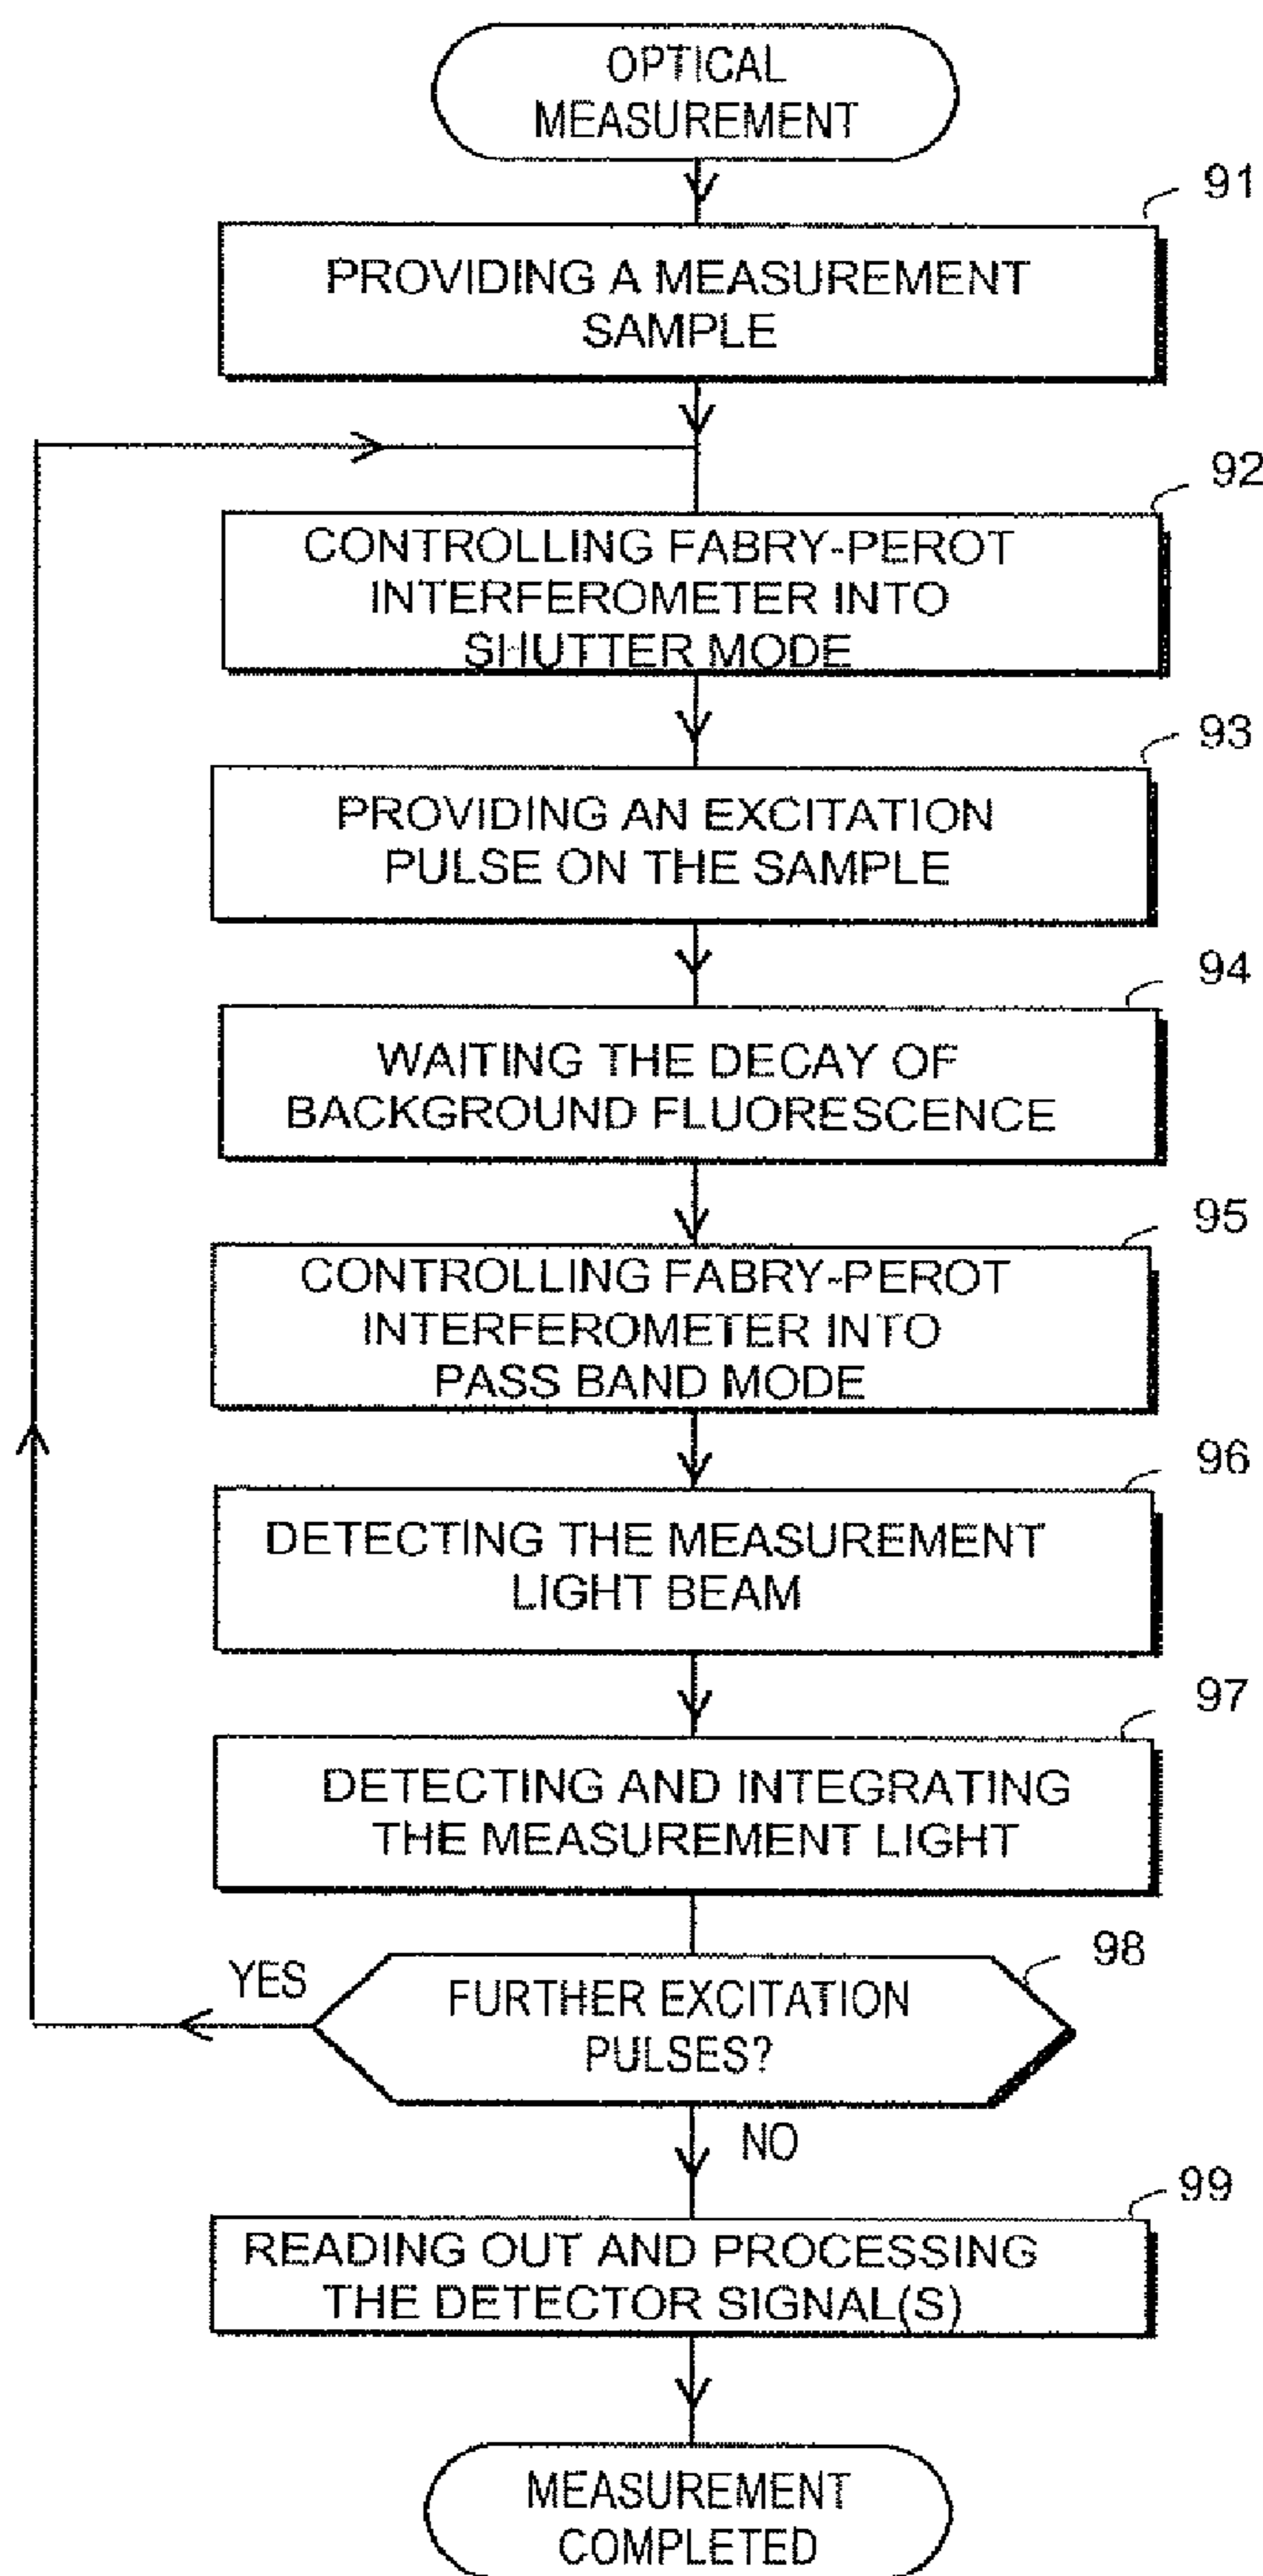 OPTICAL
MEASUREMENT
91
PROVIDING A MEASUREMENT
SAMPLE
92
CONTROLLING FABRY-PEROT
INTERFEROMETER INTO
SHUTTER MODE
93
PROVIDING AN EXCITATION
PULSE ON THE SAMPLE
94
WAITING THE DECAY OF
BACKGROUND FLUORESCENCE
95
CONTROLLING FABRY-PEROT
INTERFEROMETER INTO
PASS BAND MODE
96
DETECTING THE MEASUREMENT
LIGHT BEAM
97
DETECTING AND INTEGRATING
THE MEASUREMENT LIGHT
98
YES
FURTHER EXCITATION
PULSES?
NO
99
READING OUT AND PROCESSING
THE DETECTOR SIGNAL(S)
MEASUREMENT
COMPLETED